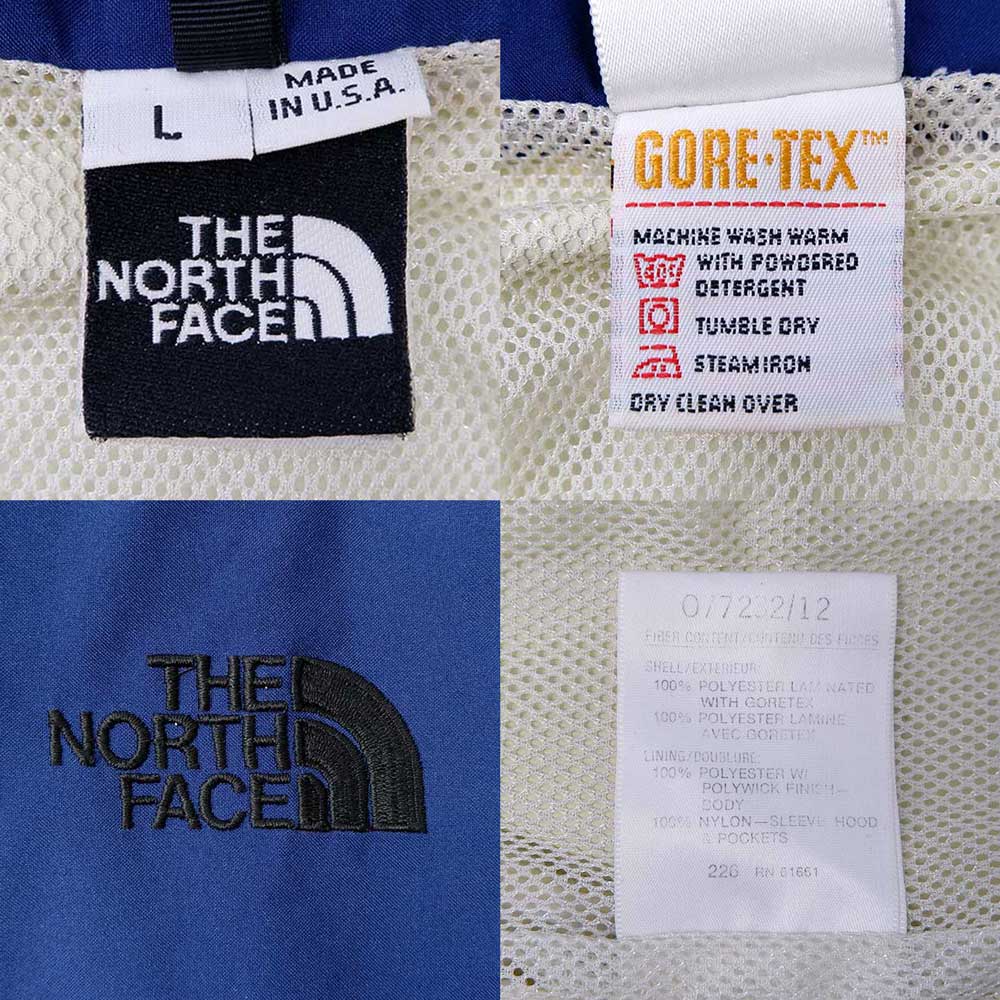 L
MADE
IN U.S.A.
THE
NORTH
FACE
GORE-TEX™
MACHINE WASH WARM
WITH POWDERED
DETERGENT
TUMBLE DRY
STEAM IRON
DRY CLEAN OVER
THE
NORTH
FACE
FIBER CONTENT/CONTENU DES FIBRES
SHELL/EXTERIEUR:
100% POLYESTER LAMINATED
WITH GORETEX
100% POLYESTER LAMINE
AVEC GORETEX
LINING/DOUBLURE:
100% POLYESTER W/
POLYWICK FINISH—
BODY
100% NYLON—SLEEVE, HOOD
& POCKETS
226 RN 61661